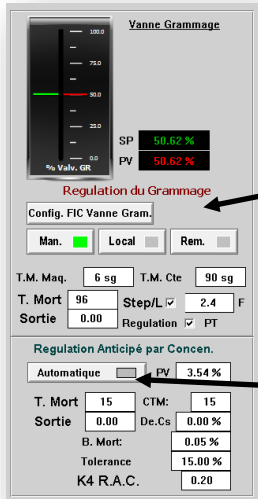 Vanne Grammage
100.0
75.0
50.0
25.0
0.0
% Valv. GR
SP 50.62 %
PV 50.62 %
Regulation du Grammage
Config. FIC Vanne Gram.
Man. Local Rem.
T.M. Maq. 6 sg T.M. Cte 90 sg
T. Mort 96 Step/L 2.4 F
Sortie 0.00 Regulation PT
Regulation Anticipé par Concen.
Automatique PV 3.54 %
T. Mort 15 CTM: 15
Sortie 0.00 De.Cs 0.00 %
B. Mort: 0.05 %
Tolerance 15.00 %
K4 R.A.C. 0.20